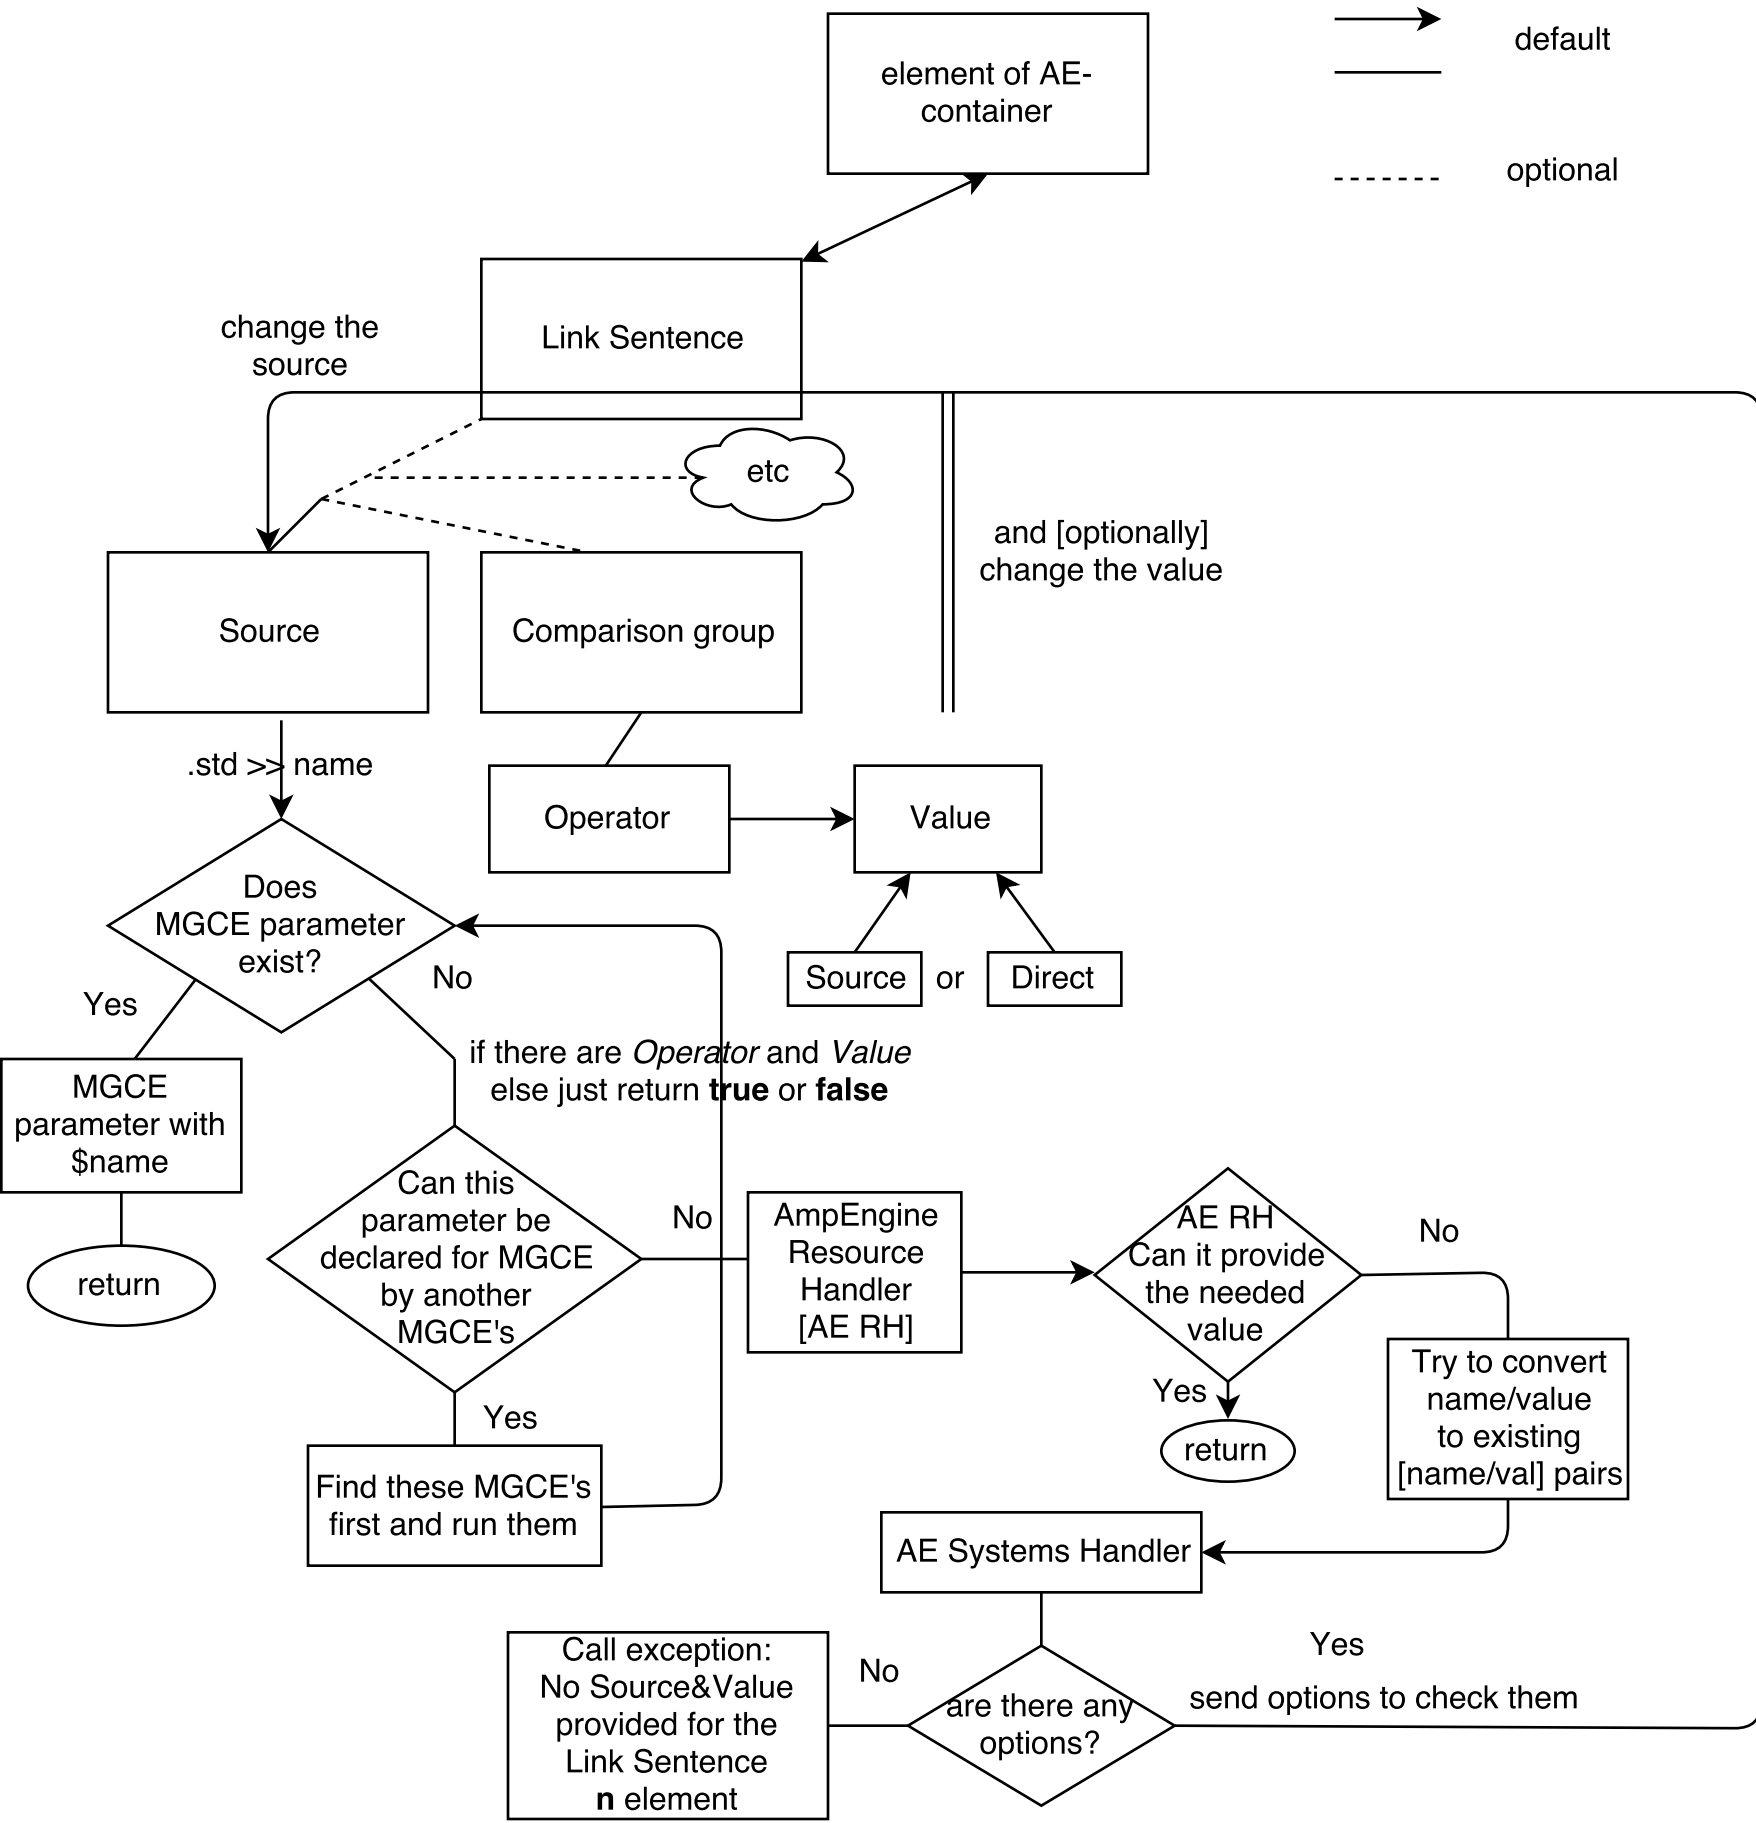 element of AE-
container
default
optional
Link Sentence
change the
source
etc
and [optionally]
change the value
Source
Comparison group
.std >> name
Operator
Value
Does
MGCE parameter
exist?
Source
or
Direct
No
Yes
if there are Operator and Value
else just return true or false
MGCE
parameter with
$name
return
Can this
parameter be
declared for MGCE
by another
MGCE's
No
AmpEngine
Resource
Handler
[AE RH]
AE RH
Can it provide
the needed
value
No
Yes
return
Try to convert
name/value
to existing
[name/val] pairs
Yes
Find these MGCE's
first and run them
AE Systems Handler
Call exception:
No Source&Value
provided for the
Link Sentence
n element
No
are there any
options?
Yes
send options to check them